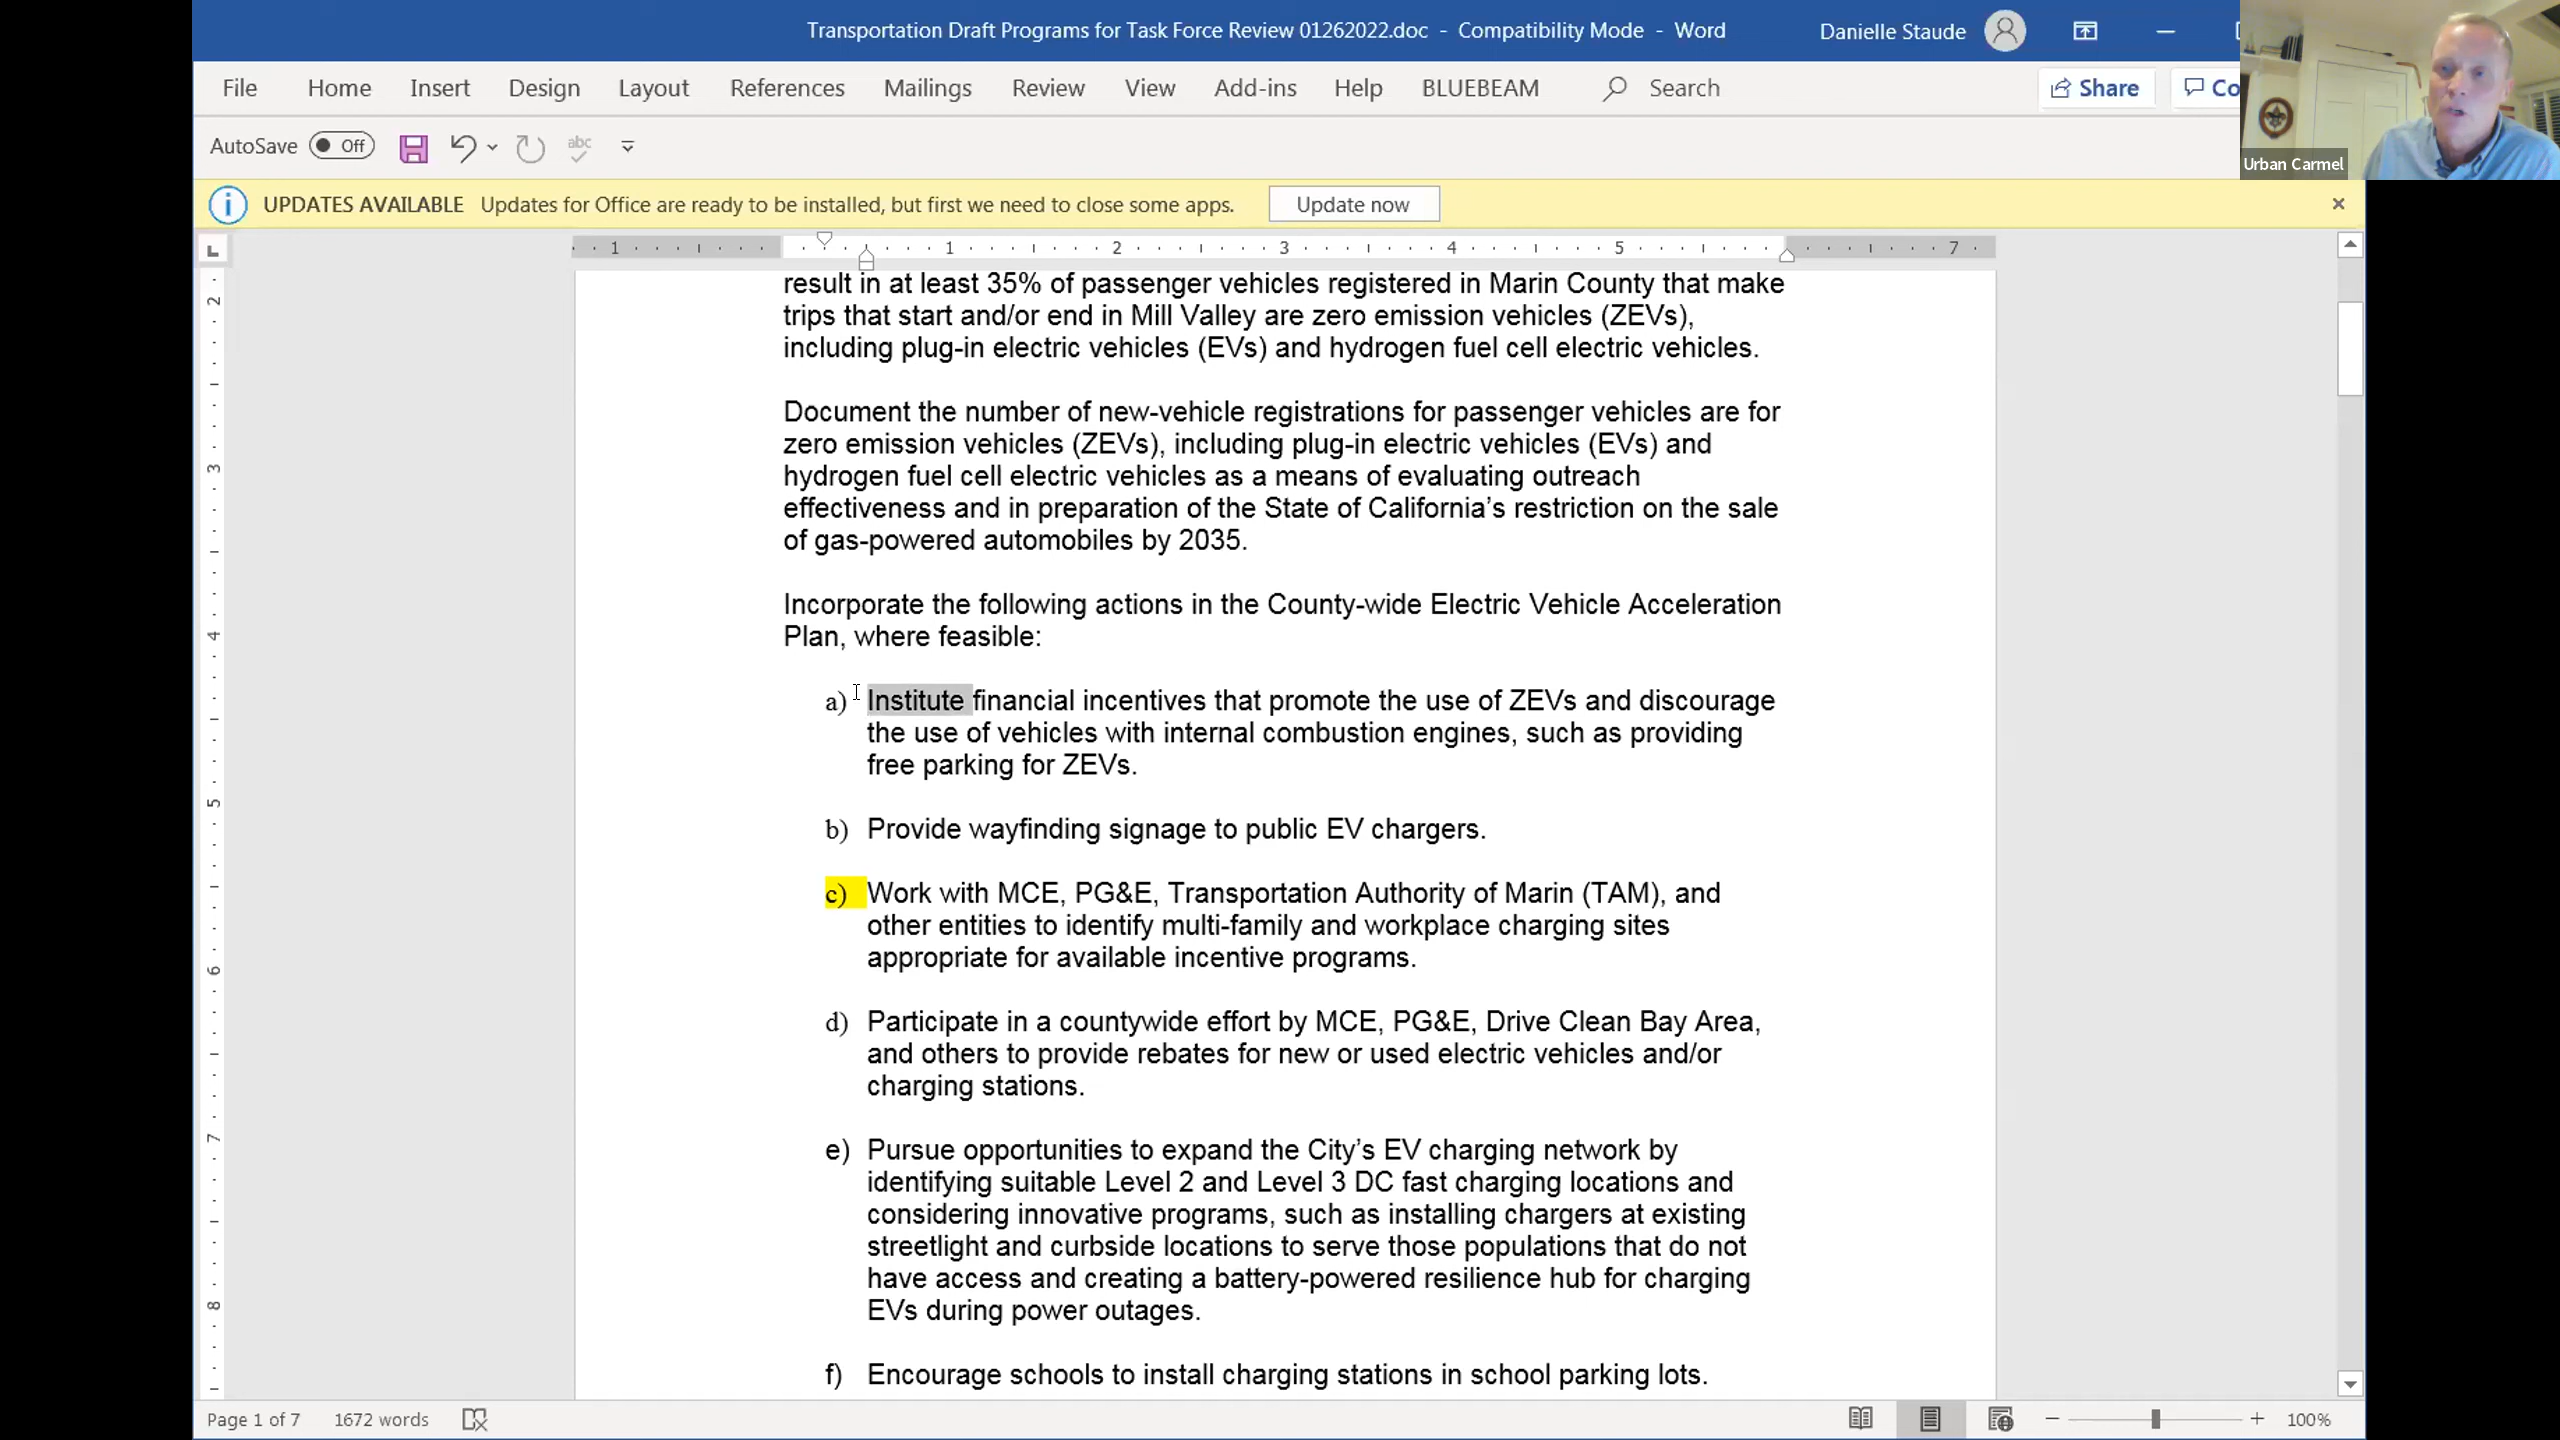 Transportation Draft Programs for Task Force Review 01262022.doc - Compatibility Mode - Word
Danielle Staude
File Home Insert Design Layout References Mailings Review View Add-ins Help BLUEBEAM Search Share Co
Urban Carmel
AutoSave Off abc
UPDATES AVAILABLE Updates for Office are ready to be installed, but first we need to close some apps. Update now
1 1 2 3 4 5 7
2
3
4
5
6
7
8
result in at least 35% of passenger vehicles registered in Marin County that make
trips that start and/or end in Mill Valley are zero emission vehicles (ZEVs),
including plug-in electric vehicles (EVs) and hydrogen fuel cell electric vehicles.
Document the number of new-vehicle registrations for passenger vehicles are for
zero emission vehicles (ZEVs), including plug-in electric vehicles (EVs) and
hydrogen fuel cell electric vehicles as a means of evaluating outreach
effectiveness and in preparation of the State of California’s restriction on the sale
of gas-powered automobiles by 2035.
Incorporate the following actions in the County-wide Electric Vehicle Acceleration
Plan, where feasible:
a) Institute financial incentives that promote the use of ZEVs and discourage
the use of vehicles with internal combustion engines, such as providing
free parking for ZEVs.
b) Provide wayfinding signage to public EV chargers.
c) Work with MCE, PG&E, Transportation Authority of Marin (TAM), and
other entities to identify multi-family and workplace charging sites
appropriate for available incentive programs.
d) Participate in a countywide effort by MCE, PG&E, Drive Clean Bay Area,
and others to provide rebates for new or used electric vehicles and/or
charging stations.
e) Pursue opportunities to expand the City’s EV charging network by
identifying suitable Level 2 and Level 3 DC fast charging locations and
considering innovative programs, such as installing chargers at existing
streetlight and curbside locations to serve those populations that do not
have access and creating a battery-powered resilience hub for charging
EVs during power outages.
f) Encourage schools to install charging stations in school parking lots.
Page 1 of 7 1672 words 100%